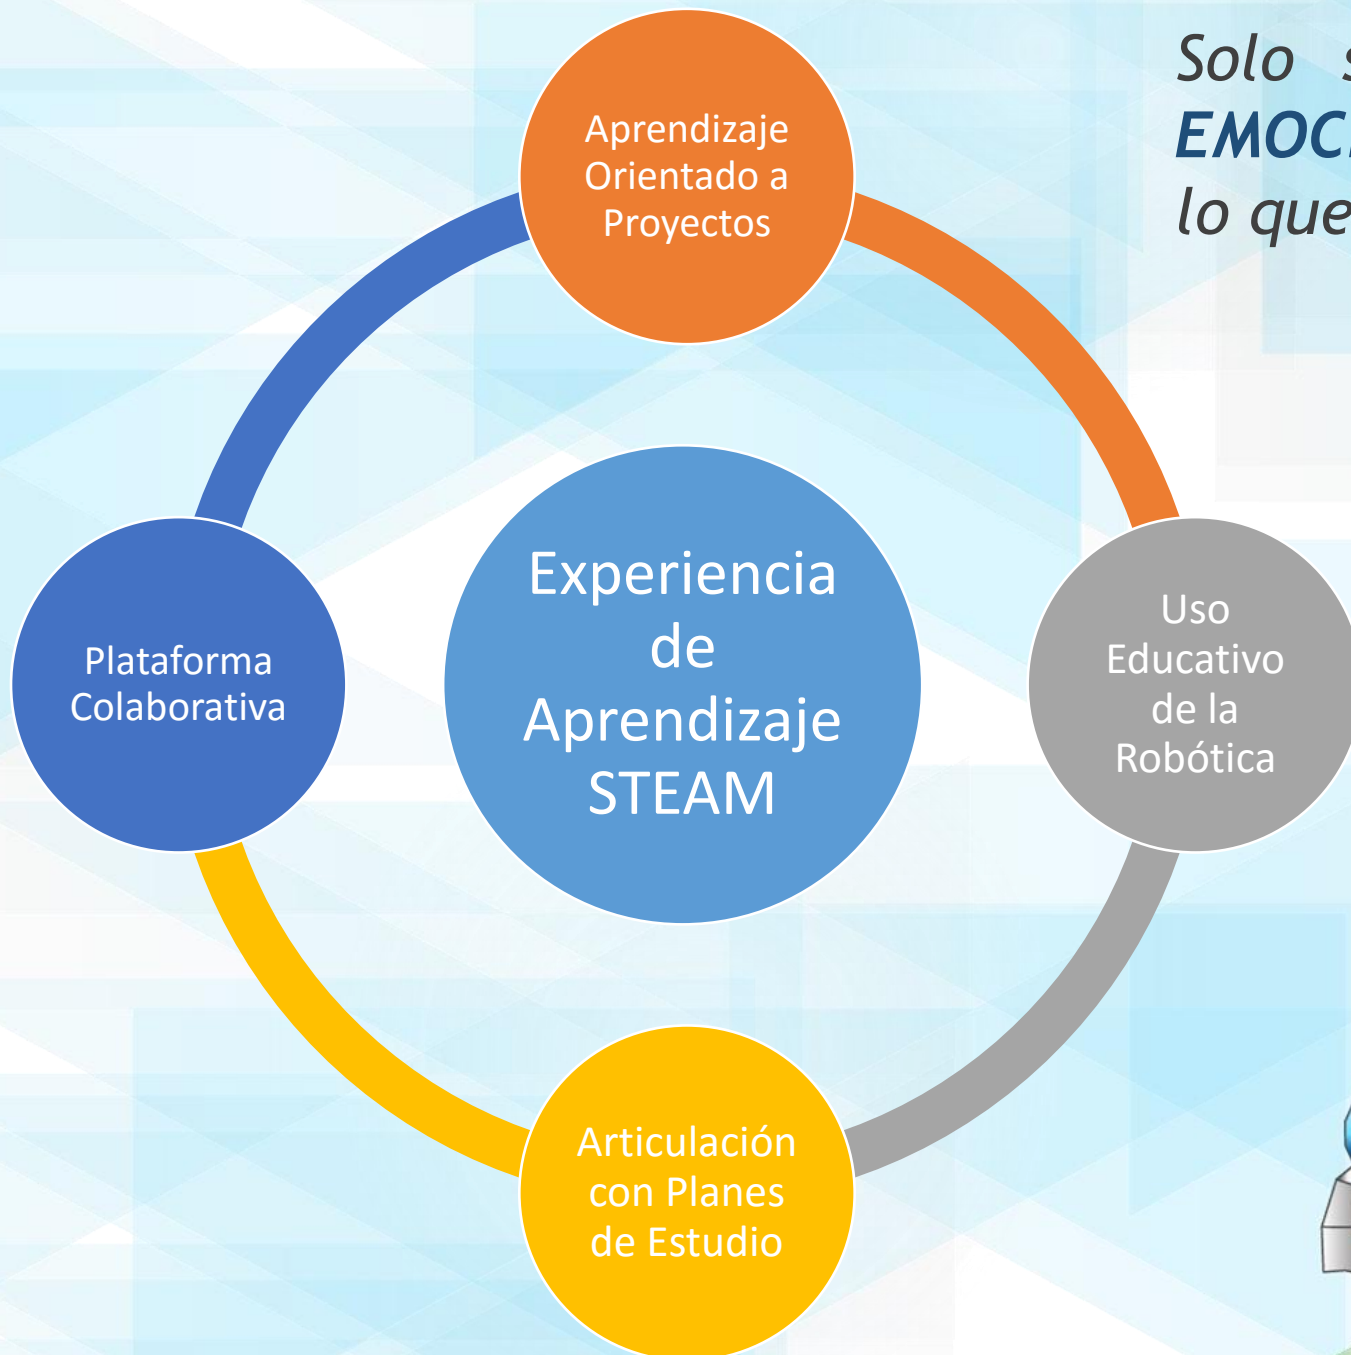 Solo
EMOC
lo que
Aprendizaje
Orientado a
Proyectos
Uso
Educativo
de la
Robótica
Articulación
con Planes
de Estudio
Plataforma
Colaborativa
Experiencia
de
Aprendizaje
STEAM